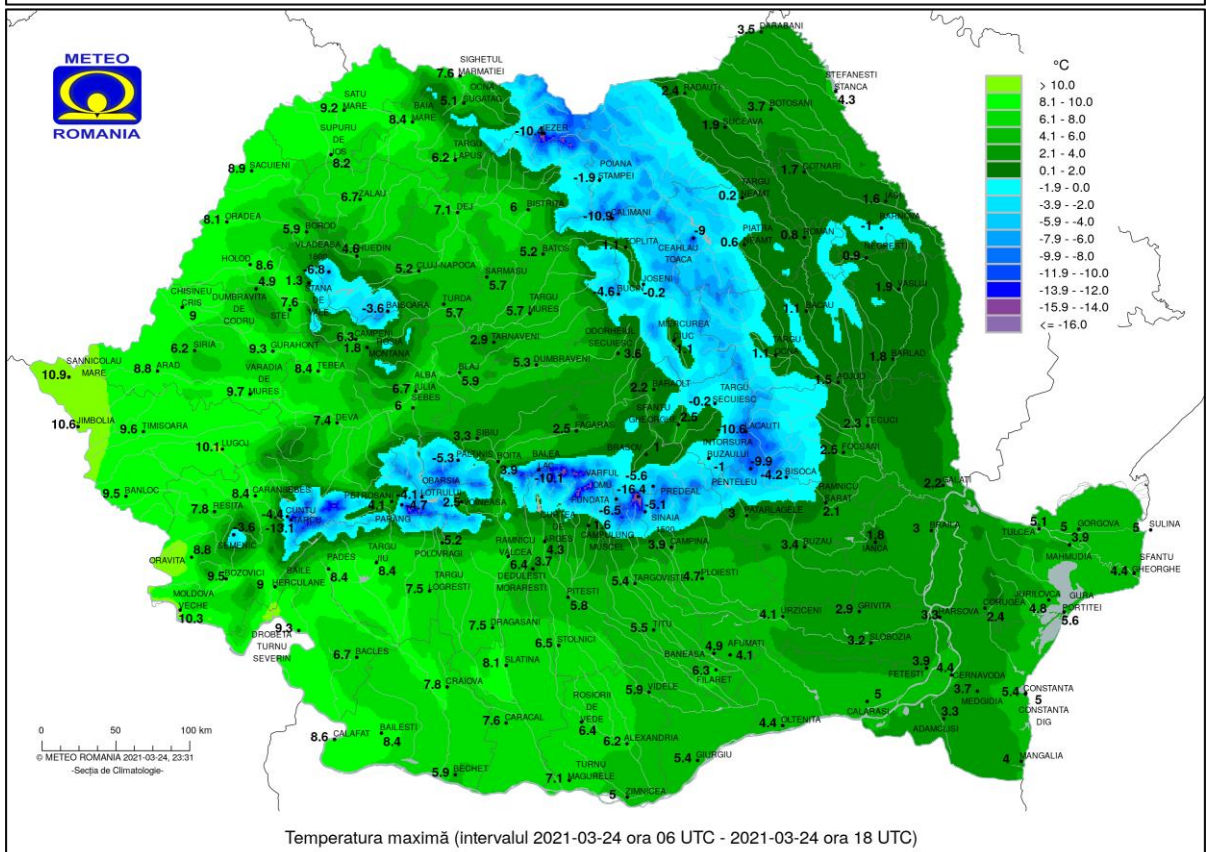 METEO
ROMANIA
°C
> 10.0
8.1 - 10.0
6.1 - 8.0
4.1 - 6.0
2.1 - 4.0
0.1 - 2.0
-1.9 - 0.0
-3.9 - -2.0
-5.9 - -4.0
-7.9 - -6.0
-9.9 - -8.0
-11.9 - -10.0
-13.9 - -12.0
-15.9 - -14.0
<= -16.0
3.5 DARABANI
7.6 SIGHETUL
MARMATIEI
5.1 OCNA
SUGATAG
2.4 RADAUTI
STEFANESTI
STANCA
4.3
9.2 SATU
MARE
8.4 BAIA
MARE
3.7 BOTOSANI
1.9 SUCEAVA
-10.4 IEZER
SUPURU
DE
JOS
8.2
6.2 TARGU
LAPUS
8.9 SACUIENI
POIANA
-1.9 STAMPEI
1.7 COTNARI
6.7 ZALAU
0.2 TARGU
NEAMT
1.6 IASI
8.1 ORADEA
7.1 DEJ
6 BISTRITA
-10.9 CALIMANI
BARNOVA
-1
5.9 BOROD
-9
CEAHLAU
TOACA
PIATRA
0.6 NEAMT
0.8 ROMAN
NEGRESTI
0.9
VLADEASA
1800
-6.8
4.6 HUEDIN
5.2 BATOS
1.1 TOPLITA
HOLOD
8.6
5.2 CLUJ-NAPOCA
SARMASU
5.7
JOSENI
-0.2
4.9
DUMBRAVITA
DE
CODRU
1.3
STANA
DE
VALE
-4.6 BUCIN
1.9 VASLUI
CHISINEU
CRIS
9
7.6
STEI
-3.6 BAISOARA
TURDA
5.7
5.7 TARGU
MURES
1.1 BACAU
6.3 CAMPENI
1.8 ROSIA
MONTANA
2.9 TARNAVENI
ODORHEIUL
SECUIESC
3.6
MIERCUREA
CIUC
1.1
TARGU
1.1 OCNA
1.8 BARLAD
6.2 SIRIA
9.3 GURAHONT
SANNICOLAU
MARE
10.9
8.8 ARAD
8.4 TEBEA
5.3 DUMBRAVENI
BLAJ
5.9
1.5 ADJUD
VARADIA
DE
9.7 MURES
ALBA
6.7 IULIA
6 SEBES
2.2 BARAOLT
TARGU
-0.2 SECUIESC
10.6 JIMBOLIA
9.6 TIMISOARA
7.4 DEVA
SFANTU
GHEORGHE
2.5
2.3 TECUCI
10.1 LUGOJ
3.3 SIBIU
2.5 FAGARAS
-10.6 LACAUTI
2.5 FOCSANI
BRASOV 1
INTORSURA
BUZAULUI
-1
-9.9
PENTELEU
-5.3 PALTINIS
BOITA
3.9
BALEA
LAC
-10.1
VARFUL
OMU
-16.4
-5.6
PREDEAL
-5.1
-4.2 BISOCA
9.5 BANLOC
8.4 CARANSEBES
OBARSIA
LOTRULUI
-4.1
RAMNICU
SARAT
2.1
2.2 GALATI
7.8 RESITA
-4.4 CUNTU
-13.1 TARCU
PETROSANI
4.1
-4.7
PARANG
2.5 VOINEASA
-6.5 FUNDATA
SINAIA
1500
3 PATARLAGELE
-3.6
SEMENIC
5.2
POLOVRAGI
CURTEA
DE
ARGES
4.3
1.6
CAMPULUNG
MUSCEL
3.9 CAMPINA
3.4 BUZAU
1.8
IANCA
3 BRAILA
5.1
TULCEA
5 GORGOVA
5 SULINA
3.9
MAHMUDIA
8.8
ORAVITA
PADES
8.4
TARGU
JIU
8.4
RAMNICU
VALCEA
6.4
3.7
DEDULESTI
MORARESTI
9.5 BOZOVICI
9
BAILE
HERCULANE
TARGU
7.5 LOGRESTI
5.4 TARGOVISTE
4.7 PLOIESTI
SFANTU
4.4 GHEORGHE
MOLDOVA
VECHE
10.3
PITESTI
5.8
JURILOVCA
4.8
GURA
PORTITEI
5.6
4.1 URZICENI
2.9 GRIVITA
3.3 HARSOVA
CORUGEA
2.4
9.3
DROBETA
TURNU
SEVERIN
7.5 DRAGASANI
6.5 STOLNICI
5.5 TITU
3.2 SLOBOZIA
6.7 BACLES
8.1 SLATINA
BANEASA
4.9
AFUMATI
4.1
6.3
FILARET
3.9
FETESTI
4.4
CERNAVODA
7.8 CRAIOVA
5.9 VIDELE
5
CALARASI
3.7
MEDGIDIA
5.4 CONSTANTA
5
CONSTANTA
DIG
7.6 CARACAL
ROSIORII
DE
VEDE
6.4
4.4 OLTENITA
3.3
ADAMCLISI
8.6 CALAFAT
BAILESTI
8.4
6.2 ALEXANDRIA
5.4 GIURGIU
4 MANGALIA
5.9 BECHET
7.1 TURNU
MAGURELE
5 ZIMNICEA
0 50 100 km
© METEO ROMANIA 2021-03-24, 23:31
-Secția de Climatologie-
Temperatura maximă (intervalul 2021-03-24 ora 06 UTC - 2021-03-24 ora 18 UTC)